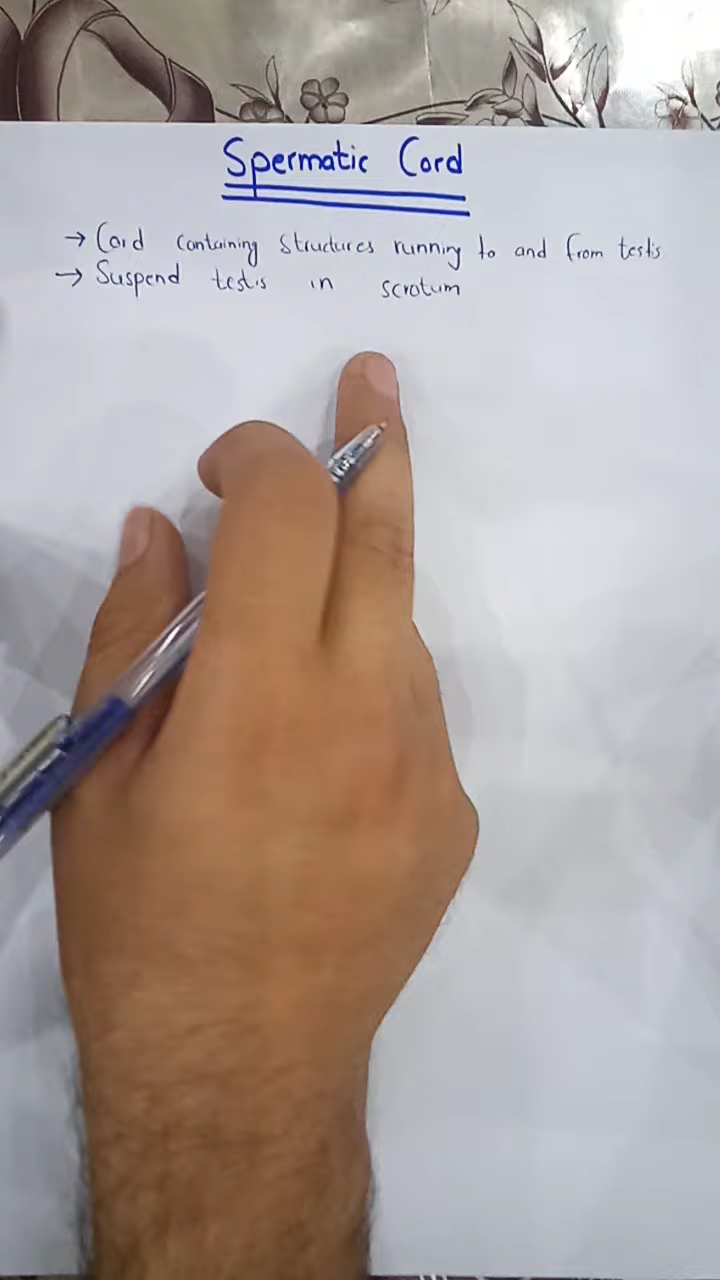 Spermatic Cord
→ Cord containing structures running to and from testis
→ Suspend testis in scrotum